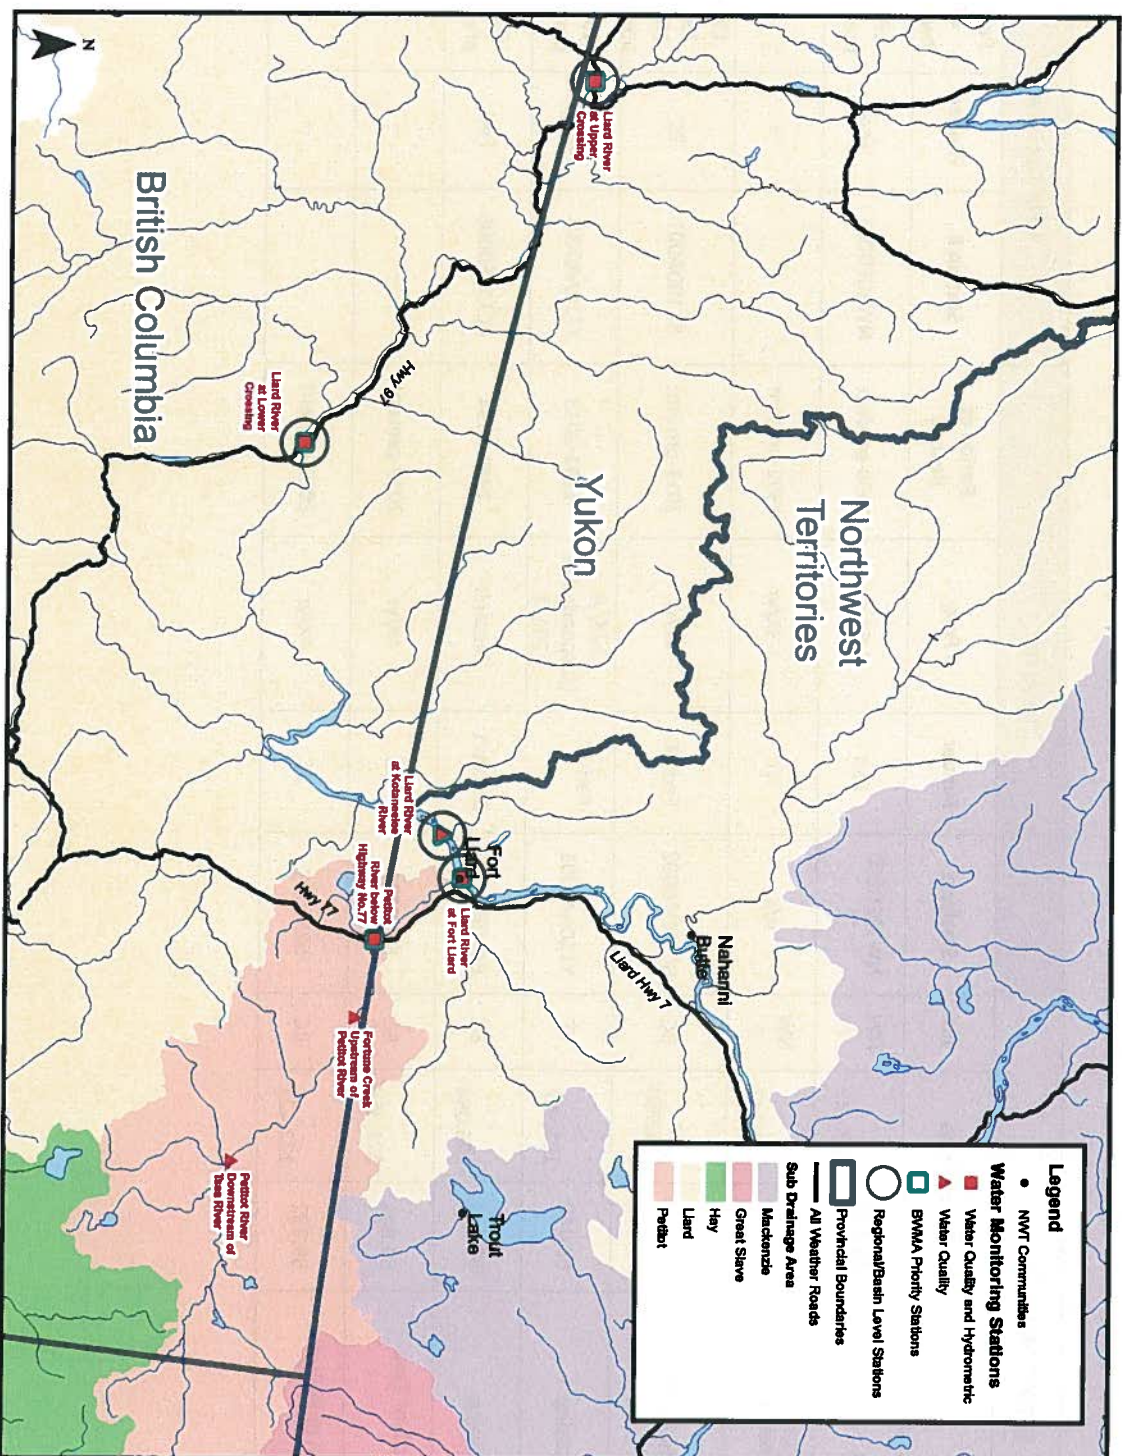 N
Liard River
at Upper
Crossing
British Columbia
Hwy 97
Liard River
at Lower
Crossing
Yukon
Northwest
Territories
Liard River
at Kotaneelee
River
Fort
Liard
Liard River
at Fort Liard
Petitot
River below
Highway No.77
Hwy 77
Nahanni
Butte
Liard Hwy 7
Fortune Creek
Upstream of
Petitot River
Petitot River
Downstream of
Tsea River
Trout
Lake
Legend
NWT Communities
Water Monitoring Stations
Water Quality and Hydrometric
Water Quality
BWMA Priority Stations
Regional/Basin Level Stations
Provincial Boundaries
All Weather Roads
Sub Drainage Area
Mackenzie
Great Slave
Hay
Liard
Petitot